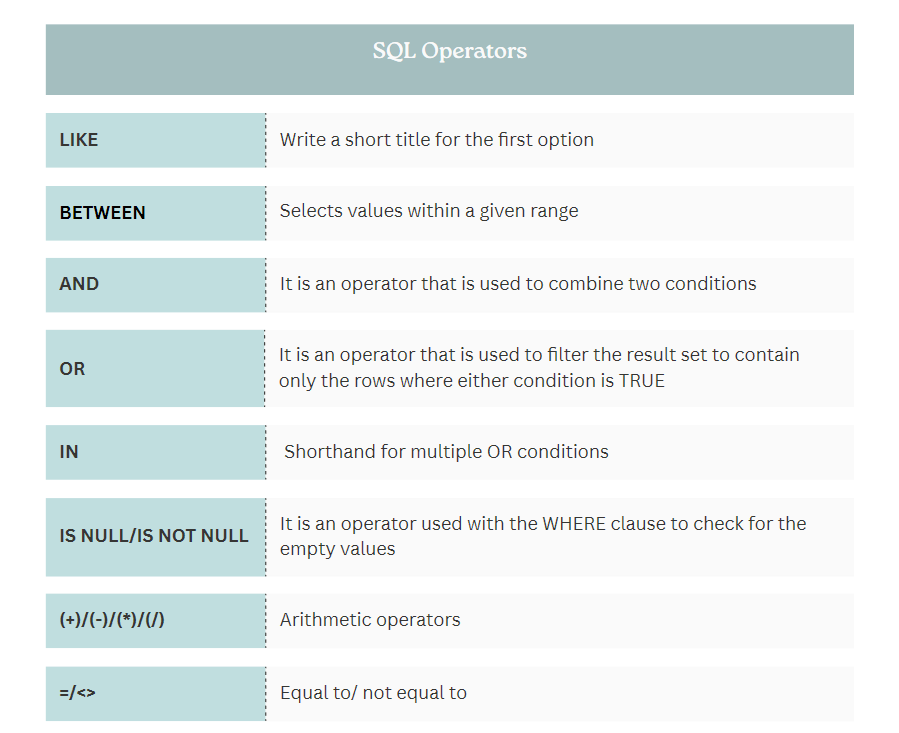 SQL Operators
LIKE
Write a short title for the first option
BETWEEN
Selects values within a given range
AND
It is an operator that is used to combine two conditions
OR
It is an operator that is used to filter the result set to contain
only the rows where either condition is TRUE
IN
Shorthand for multiple OR conditions
IS NULL/IS NOT NULL
It is an operator used with the WHERE clause to check for the
empty values
(+)/(-)/(*)/(/)
Arithmetic operators
=/<>
Equal to/ not equal to